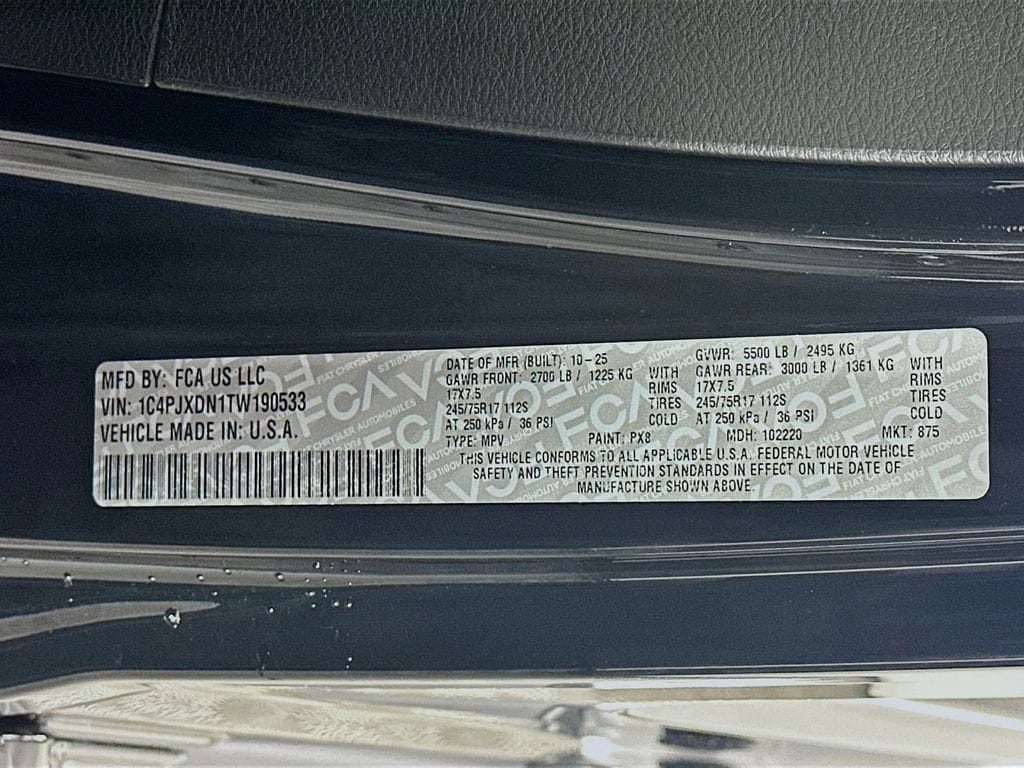 MFD BY: FCA US LLC
VIN: 1C4PJXDN1TW190533
VEHICLE MADE IN: U.S.A.
DATE OF MFR (BUILT): 10-25
GAWR FRONT: 2700 LB / 1225 KG WITH
17X7.5 RIMS
245/75R17 112S TIRES
AT 250 kPa / 36 PSI COLD
GVWR: 5500 LB / 2495 KG
GAWR REAR: 3000 LB / 1361 KG WITH
17X7.5 RIMS
245/75R17 112S TIRES
AT 250 kPa / 36 PSI COLD
TYPE: MPV PAINT: PX8 MDH: 102220 MKT: 875
THIS VEHICLE CONFORMS TO ALL APPLICABLE U.S.A. FEDERAL MOTOR VEHICLE
SAFETY AND THEFT PREVENTION STANDARDS IN EFFECT ON THE DATE OF
MANUFACTURE SHOWN ABOVE.